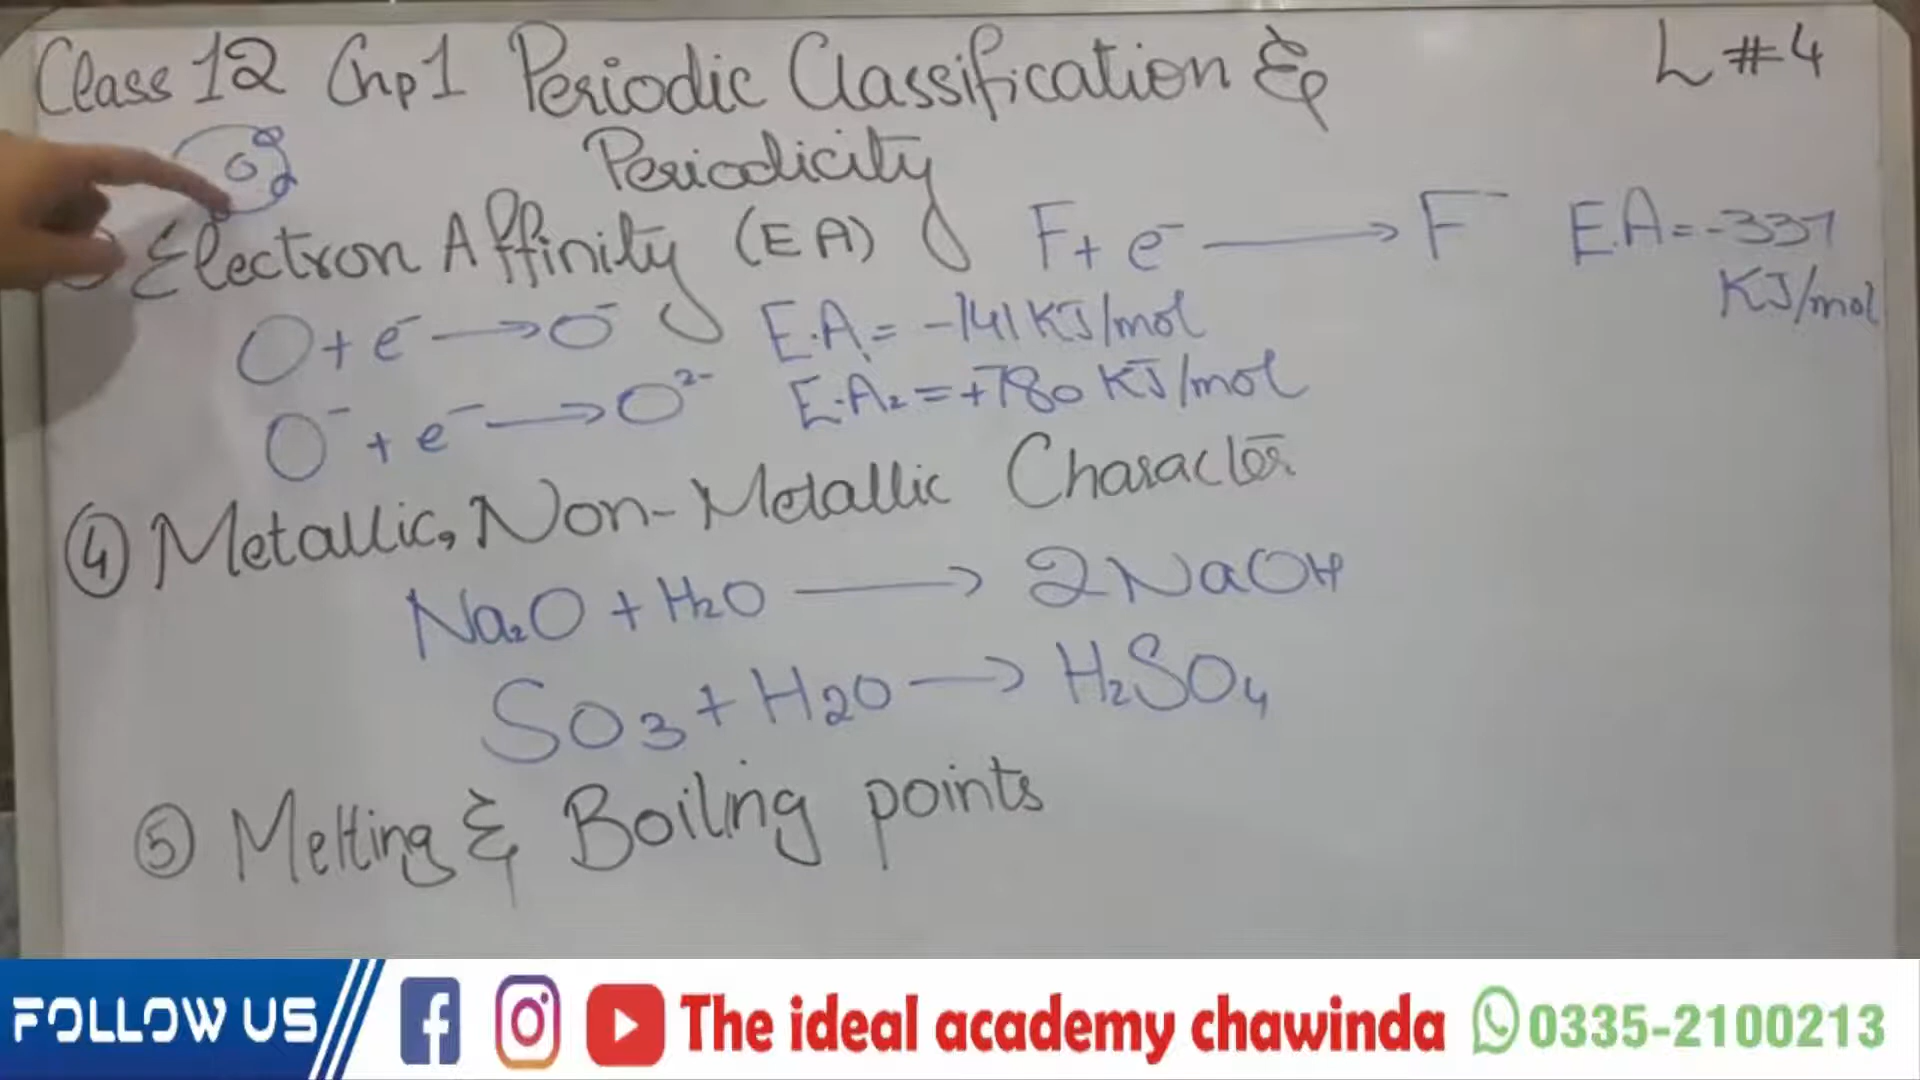 Class 12 Chp1 Periodic Classification & L #4
Periodicity
Electron Affinity (EA) F + e⁻ → F⁻ E.A = -337
KJ/mol
O + e⁻ → O⁻ E.A₁ = -141 KJ/mol
O⁻ + e⁻ → O²⁻ E.A₂ = +780 KJ/mol
④ Metallic, Non-Metallic Character
Na₂O + H₂O → 2NaOH
SO₃ + H₂O → H₂SO₄
⑤ Melting & Boiling points
FOLLOW US The ideal academy chawinda 0335-2100213